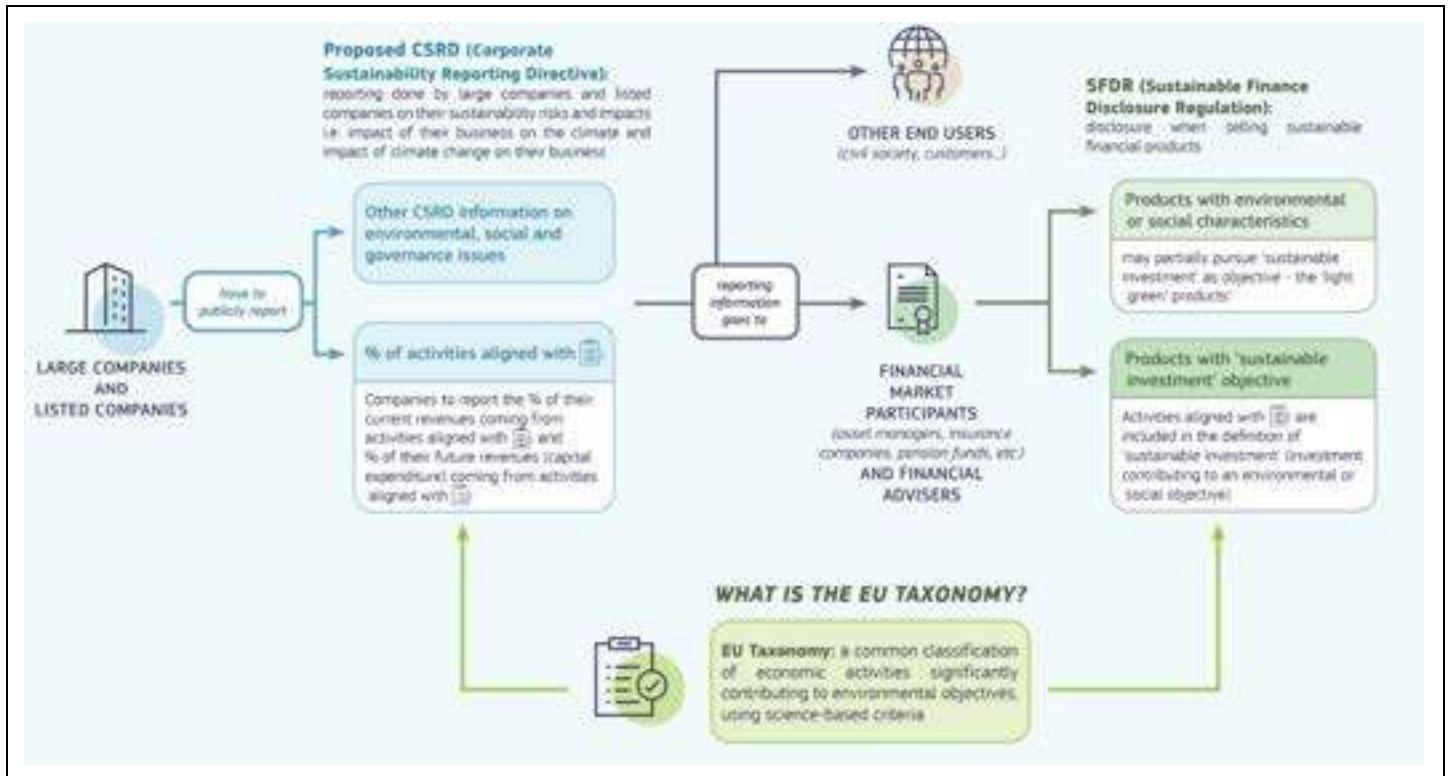 Proposed CSRD (Corporate
Sustainability Reporting Directive):
reporting done by large companies and listed
companies on their sustainability risks and impacts
i.e. impact of their business on the climate and
impact of climate change on their business
Other CSRD information on
environmental, social and
governance issues
have to
publicly report
LARGE COMPANIES
AND
LISTED COMPANIES
% of activities aligned with
Companies to report the % of their
current revenues coming from
activities aligned with and
% of their future revenues (capital
expenditure) coming from activities
aligned with
reporting
information
goes to
OTHER END USERS
(civil society, customers...)
FINANCIAL
MARKET
PARTICIPANTS
(asset managers, insurance
companies, pension funds, etc.)
AND FINANCIAL
ADVISERS
SFDR (Sustainable Finance
Disclosure Regulation):
disclosure when selling sustainable
financial products
Products with environmental
or social characteristics
may partially pursue 'sustainable
investment' as objective - the 'light
green' products'
Products with 'sustainable
investment' objective
Activities aligned with are
included in the definition of
'sustainable investment' (investment
contributing to an environmental or
social objective)
WHAT IS THE EU TAXONOMY?
EU Taxonomy: a common classification
of economic activities significantly
contributing to environmental objectives,
using science-based criteria